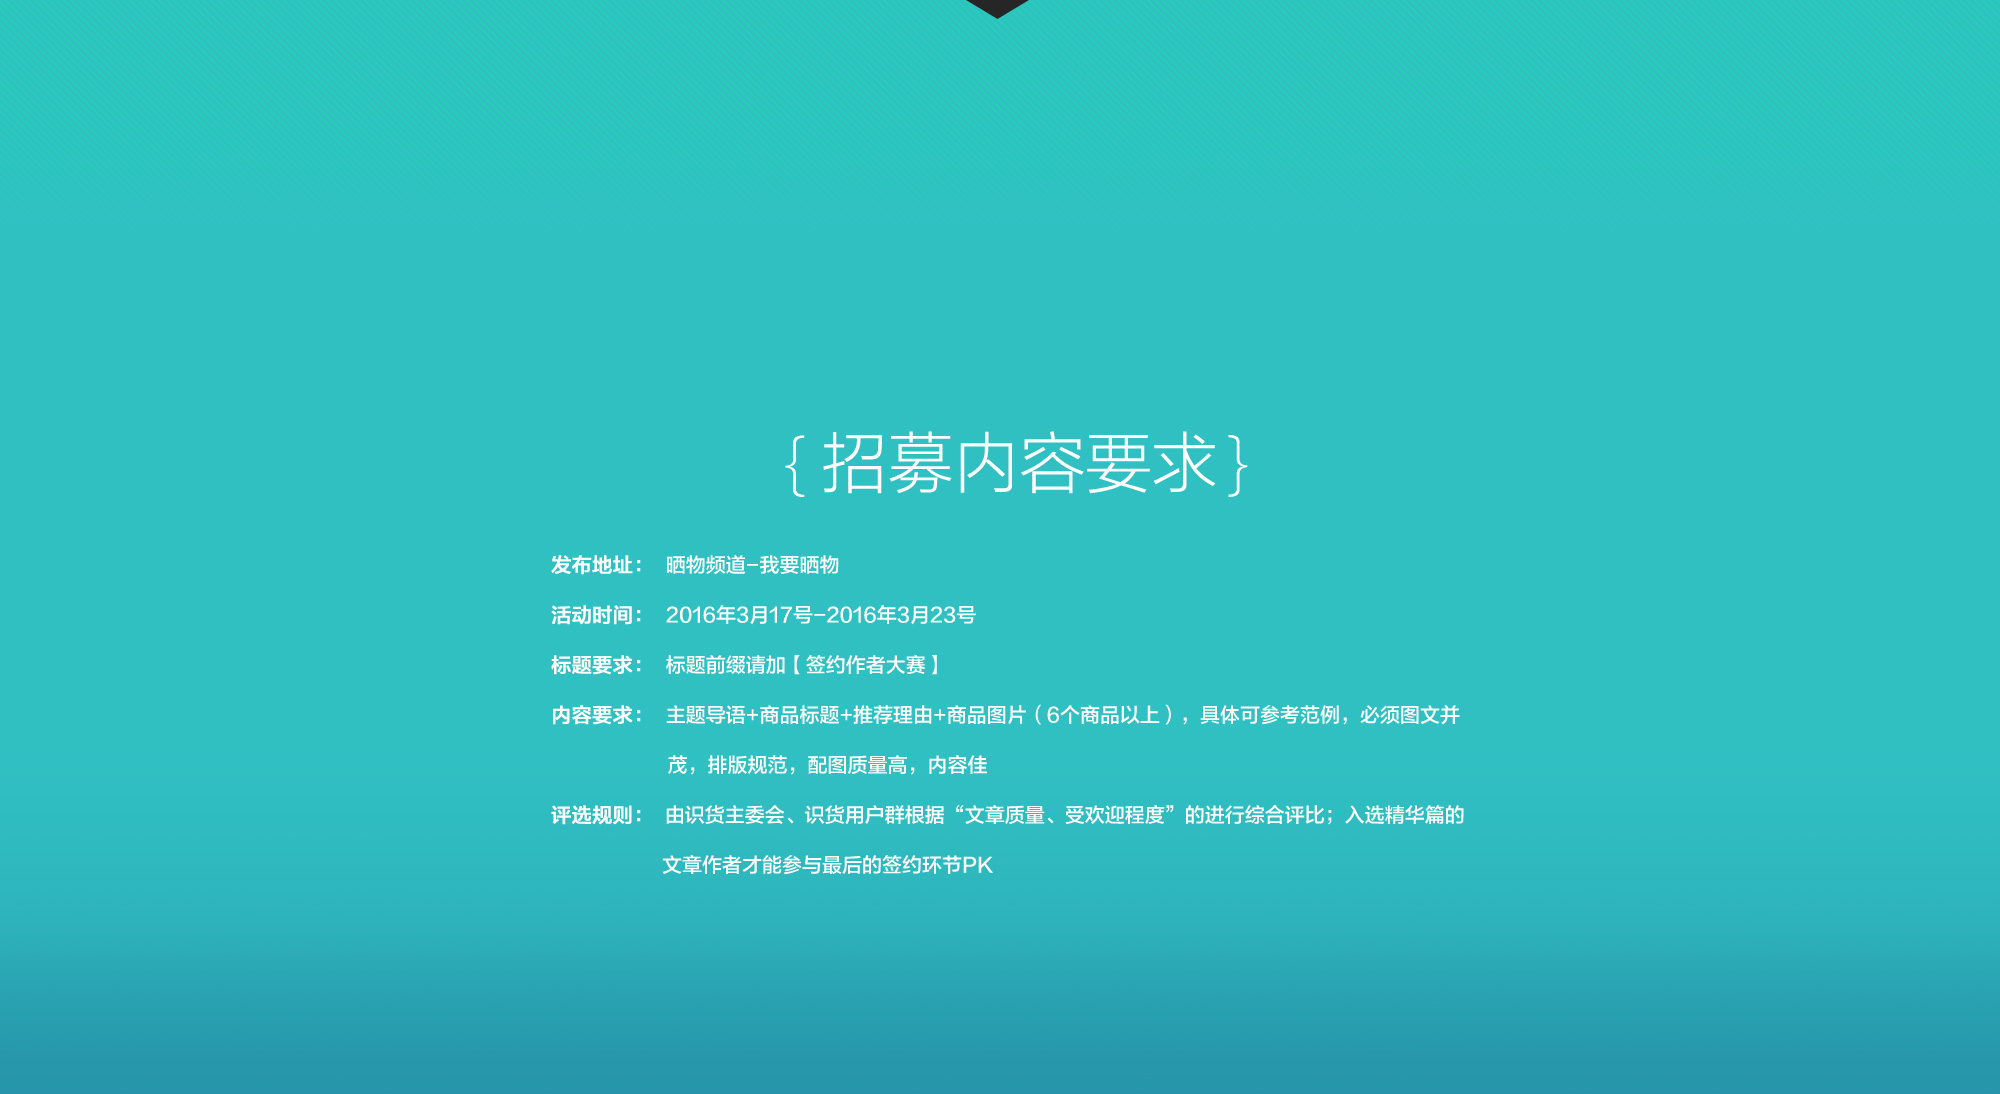 { 招募内容要求 }
发布地址： 晒物频道-我要晒物
活动时间： 2016年3月17号-2016年3月23号
标题要求： 标题前缀请加【签约作者大赛】
内容要求： 主题导语+商品标题+推荐理由+商品图片（6个商品以上），具体可参考范例，必须图文并
茂，排版规范，配图质量高，内容佳
评选规则： 由识货主委会、识货用户群根据“文章质量、受欢迎程度”的进行综合评比；入选精华篇的
文章作者才能参与最后的签约环节PK